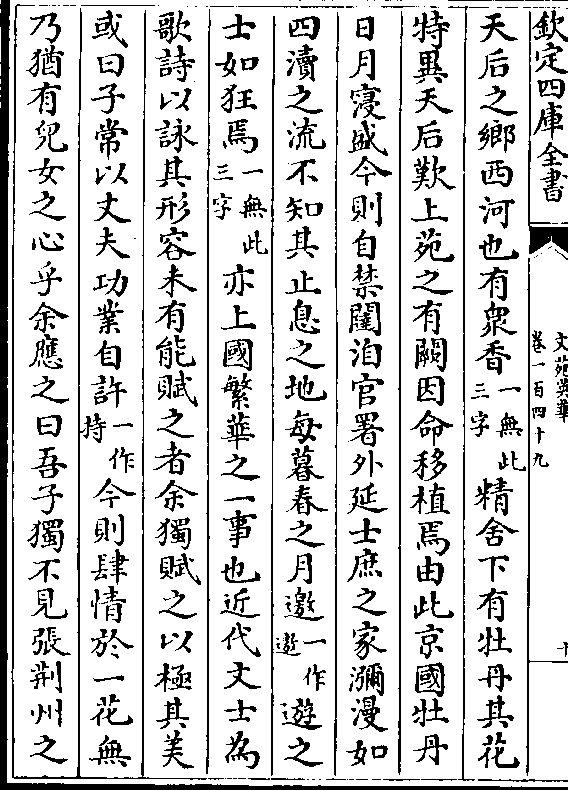 欽定四庫全書
文苑英華
卷一百四十九
十
天后之鄉西河也有衆香一無此三字精舍下有牡丹其花
特異天后歎上苑之有闕因命移植焉由此京國牡丹
日月寖盛今則自禁闥洎官署外延士庶之家瀰漫如
四瀆之流不知其止息之地每暮春之月遨一作遊之
士如狂焉一無此三字亦上國繁華之一事也近代文士為
歌詩以詠其形容未有能賦之者余獨賦之以極其美
或曰子常以丈夫功業自許一作持今則肆情於一花無
乃猶有兒女之心乎余應之曰吾子獨不見張荆州之